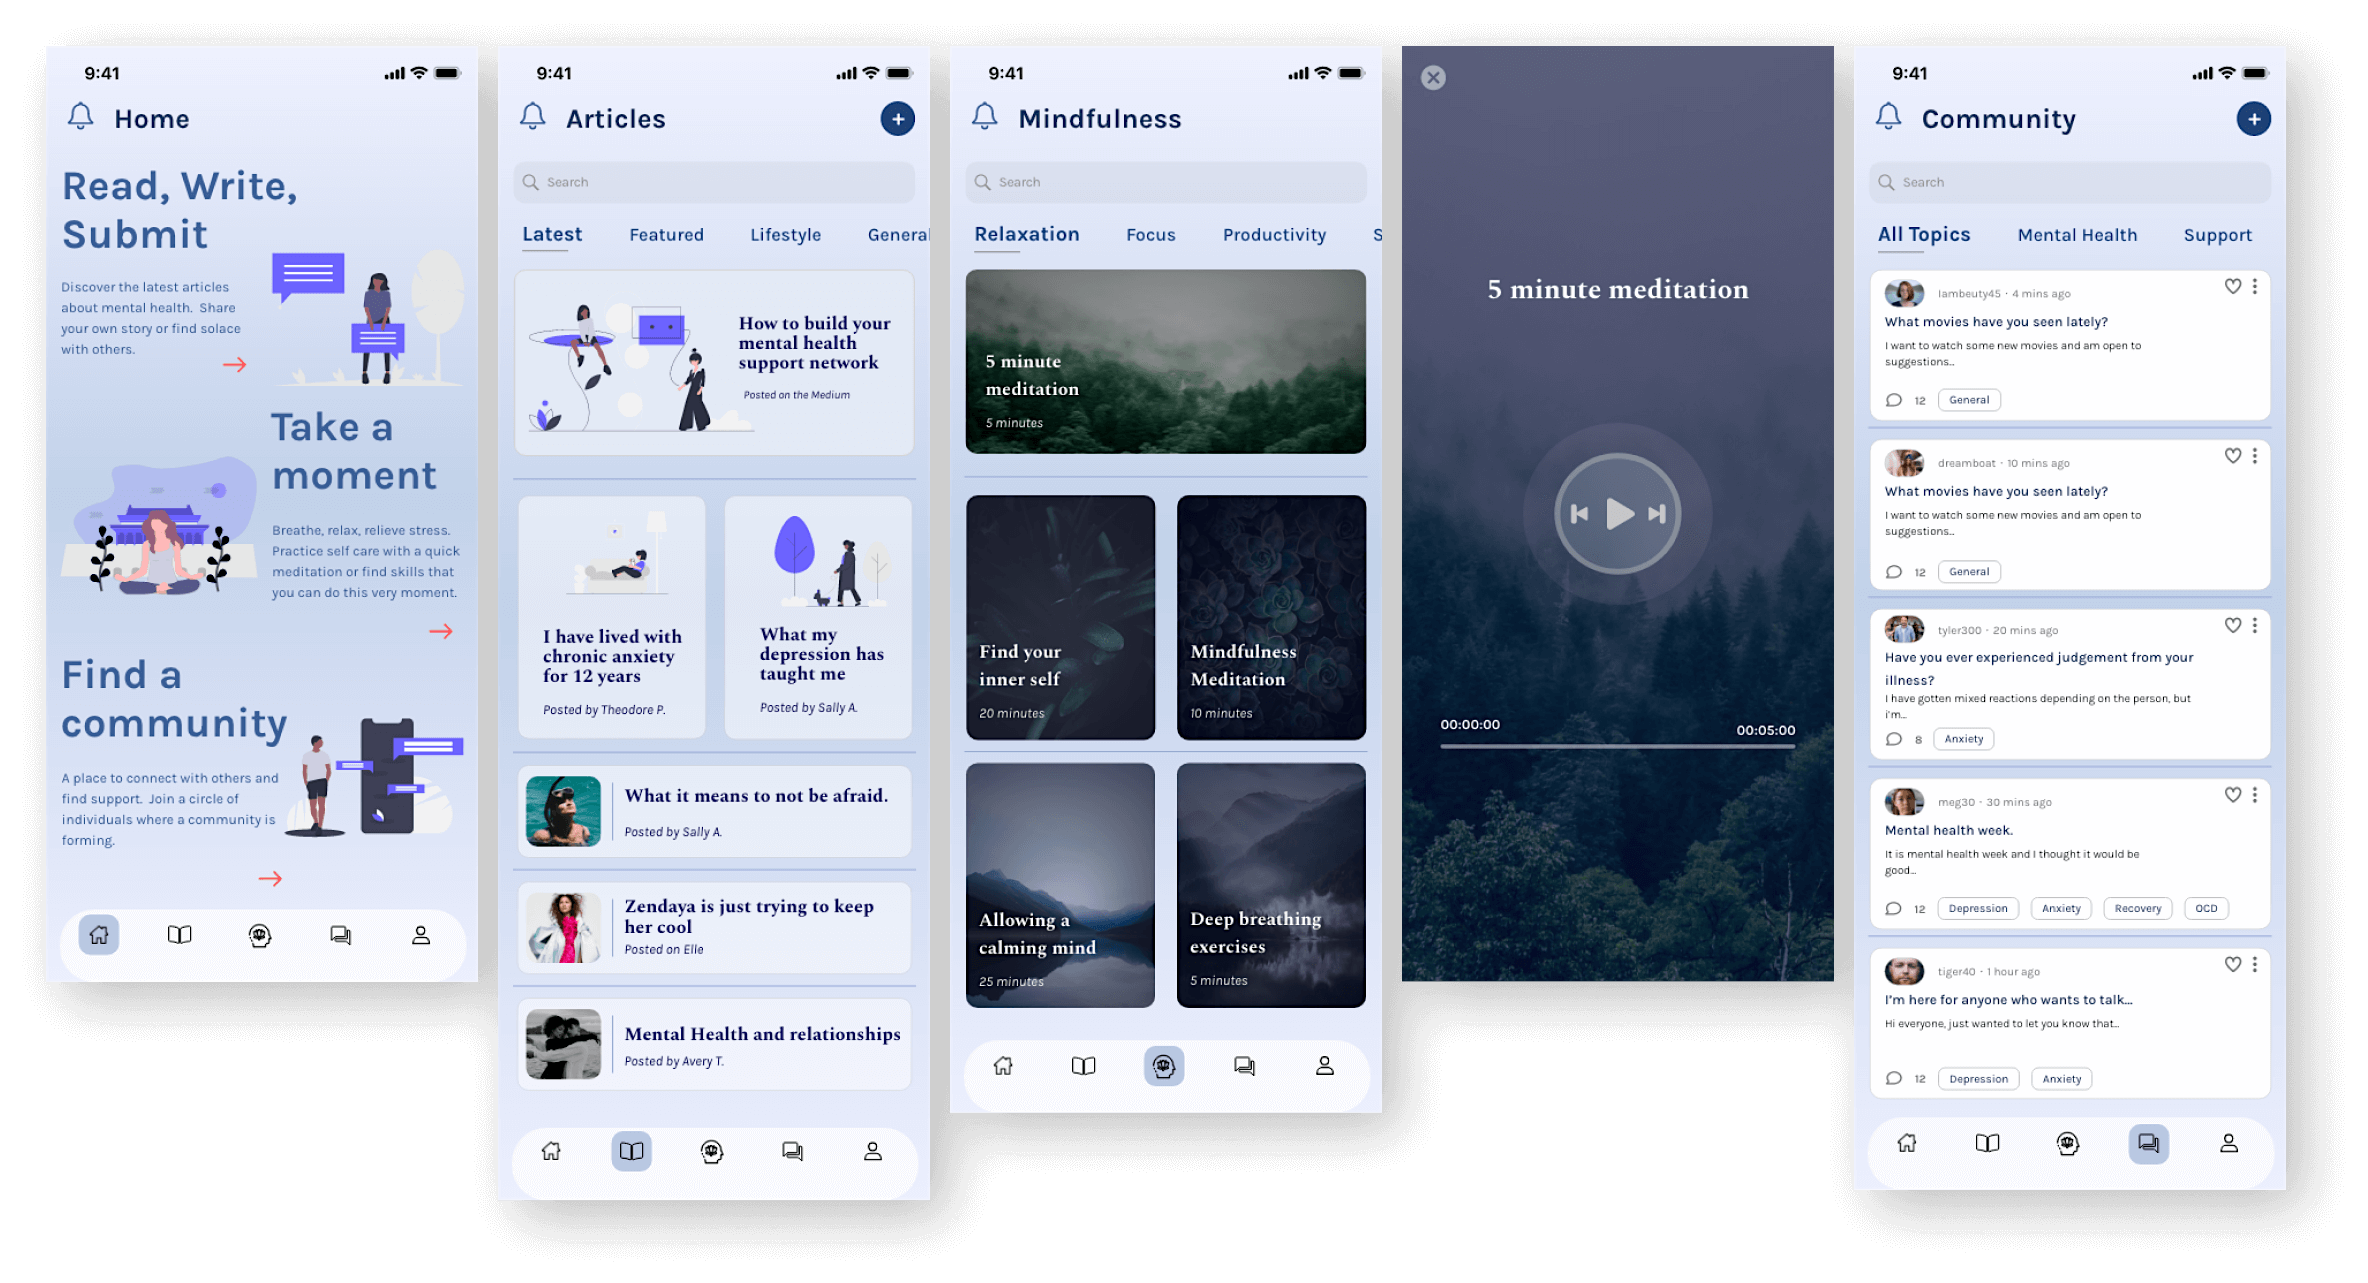 9:41
Home
Read, Write,
Submit
Discover the latest articles
about mental health. Share
your own story or find solace
with others.
Take a
moment
Breathe, relax, relieve stress.
Practice self care with a quick
meditation or find skills that
you can do this very moment.
Find a
community
A place to connect with others and
find support. Join a circle of
individuals where a community is
forming.
9:41
Articles
Search
Latest Featured Lifestyle General
How to build your
mental health
support network
Posted on the Medium
I have lived with
chronic anxiety
for 12 years
Posted by Theodore P.
What my
depression has
taught me
Posted by Sally A.
What it means to not be afraid.
Posted by Sally A.
Zendaya is just trying to keep
her cool
Posted on Elle
Mental Health and relationships
Posted by Avery T.
9:41
Mindfulness
Search
Relaxation Focus Productivity S
5 minute
meditation
5 minutes
Find your
inner self
20 minutes
Mindfulness
Meditation
10 minutes
Allowing a
calming mind
25 minutes
Deep breathing
exercises
5 minutes
5 minute meditation
00:00:00
00:05:00
9:41
Community
Search
All Topics Mental Health Support
Iambeuty45 · 4 mins ago
What movies have you seen lately?
I want to watch some new movies and am open to
suggestions...
12 General
dreamboat · 10 mins ago
What movies have you seen lately?
I want to watch some new movies and am open to
suggestions...
12 General
tyler300 · 20 mins ago
Have you ever experienced judgement from your
illness?
I have gotten mixed reactions depending on the person, but
i'm...
8 Anxiety
meg30 · 30 mins ago
Mental health week.
It is mental health week and I thought it would be
good...
12 Depression Anxiety Recovery OCD
tiger40 · 1 hour ago
I'm here for anyone who wants to talk...
Hi everyone, just wanted to let you know that...
12 Depression Anxiety